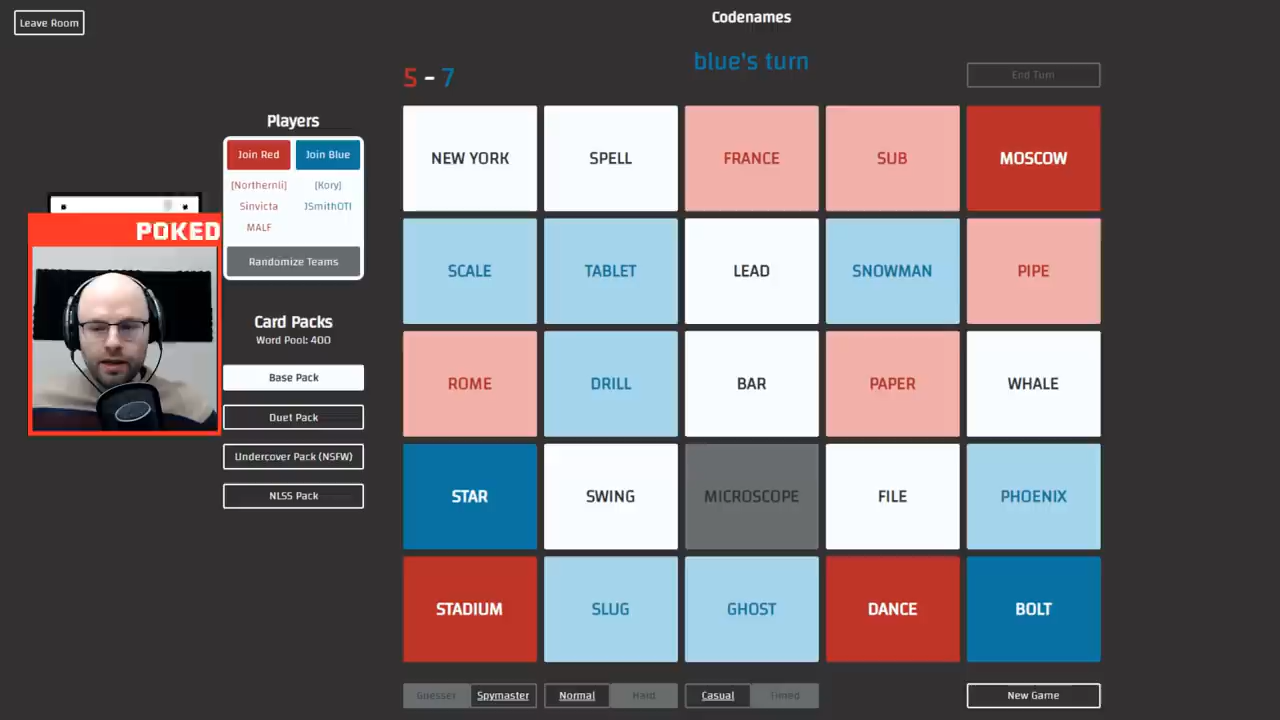 Leave Room
Codenames
blue's turn
5 - 7
End Turn
Players
Join Red
Join Blue
[Northernli]
[Kory]
Sinvicta
JSmithOTI
MALF
Randomize Teams
POKED
Card Packs
Word Pool: 400
Base Pack
Duet Pack
Undercover Pack (NSFW)
NLSS Pack
NEW YORK
SPELL
FRANCE
SUB
MOSCOW
SCALE
TABLET
LEAD
SNOWMAN
PIPE
ROME
DRILL
BAR
PAPER
WHALE
STAR
SWING
MICROSCOPE
FILE
PHOENIX
STADIUM
SLUG
GHOST
DANCE
BOLT
Guesser
Spymaster
Normal
Hard
Casual
Timed
New Game